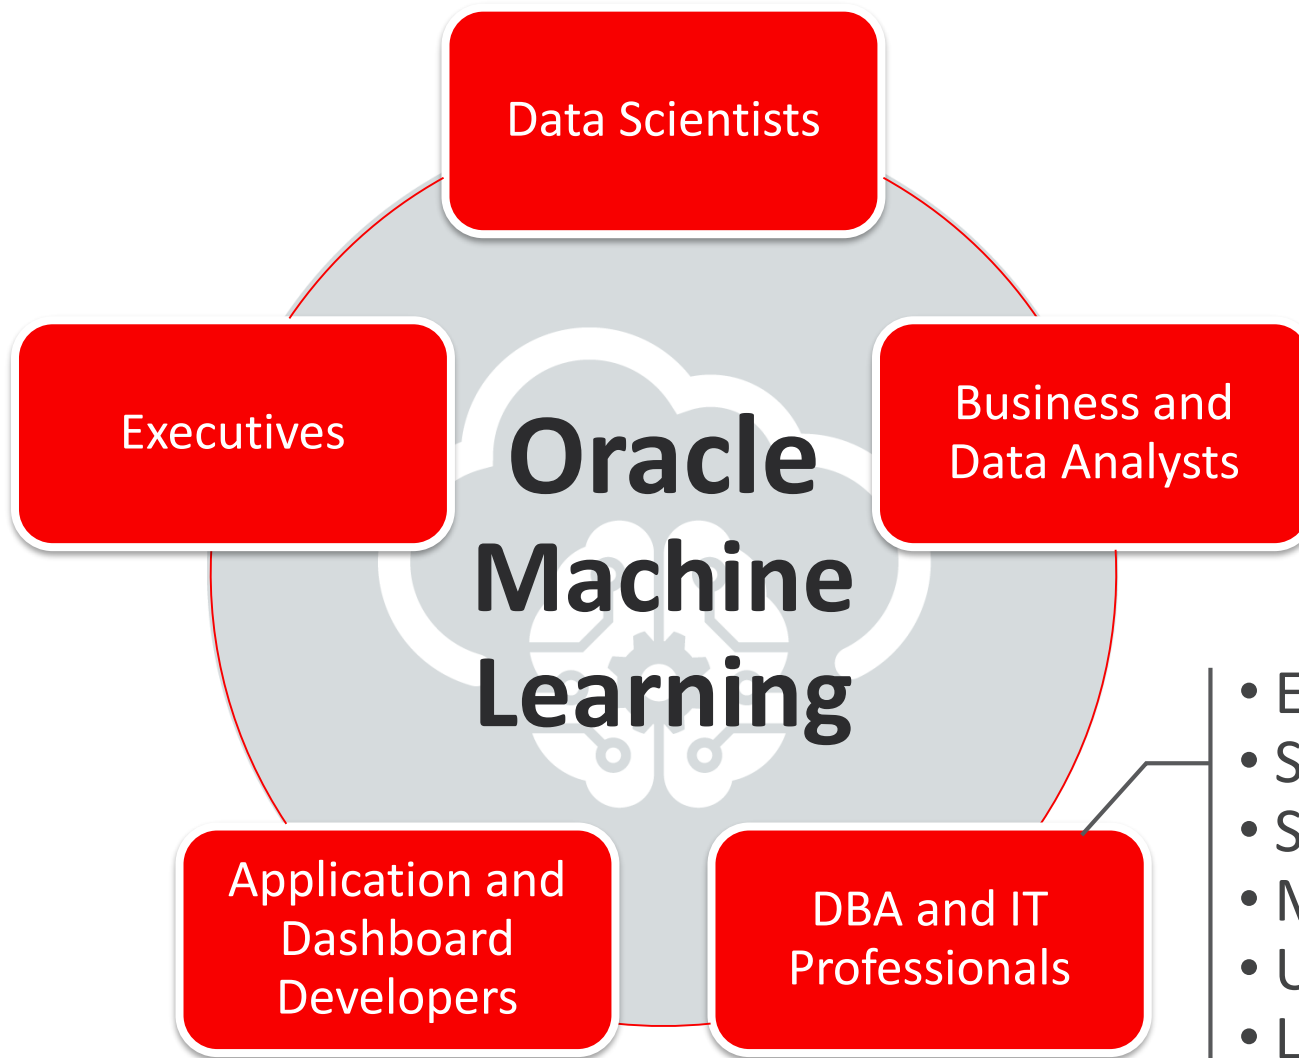 Data Scientists
Executives
Business and
Data Analysts
Oracle
Machine
Learning
Application and
Dashboard
Developers
DBA and IT
Professionals